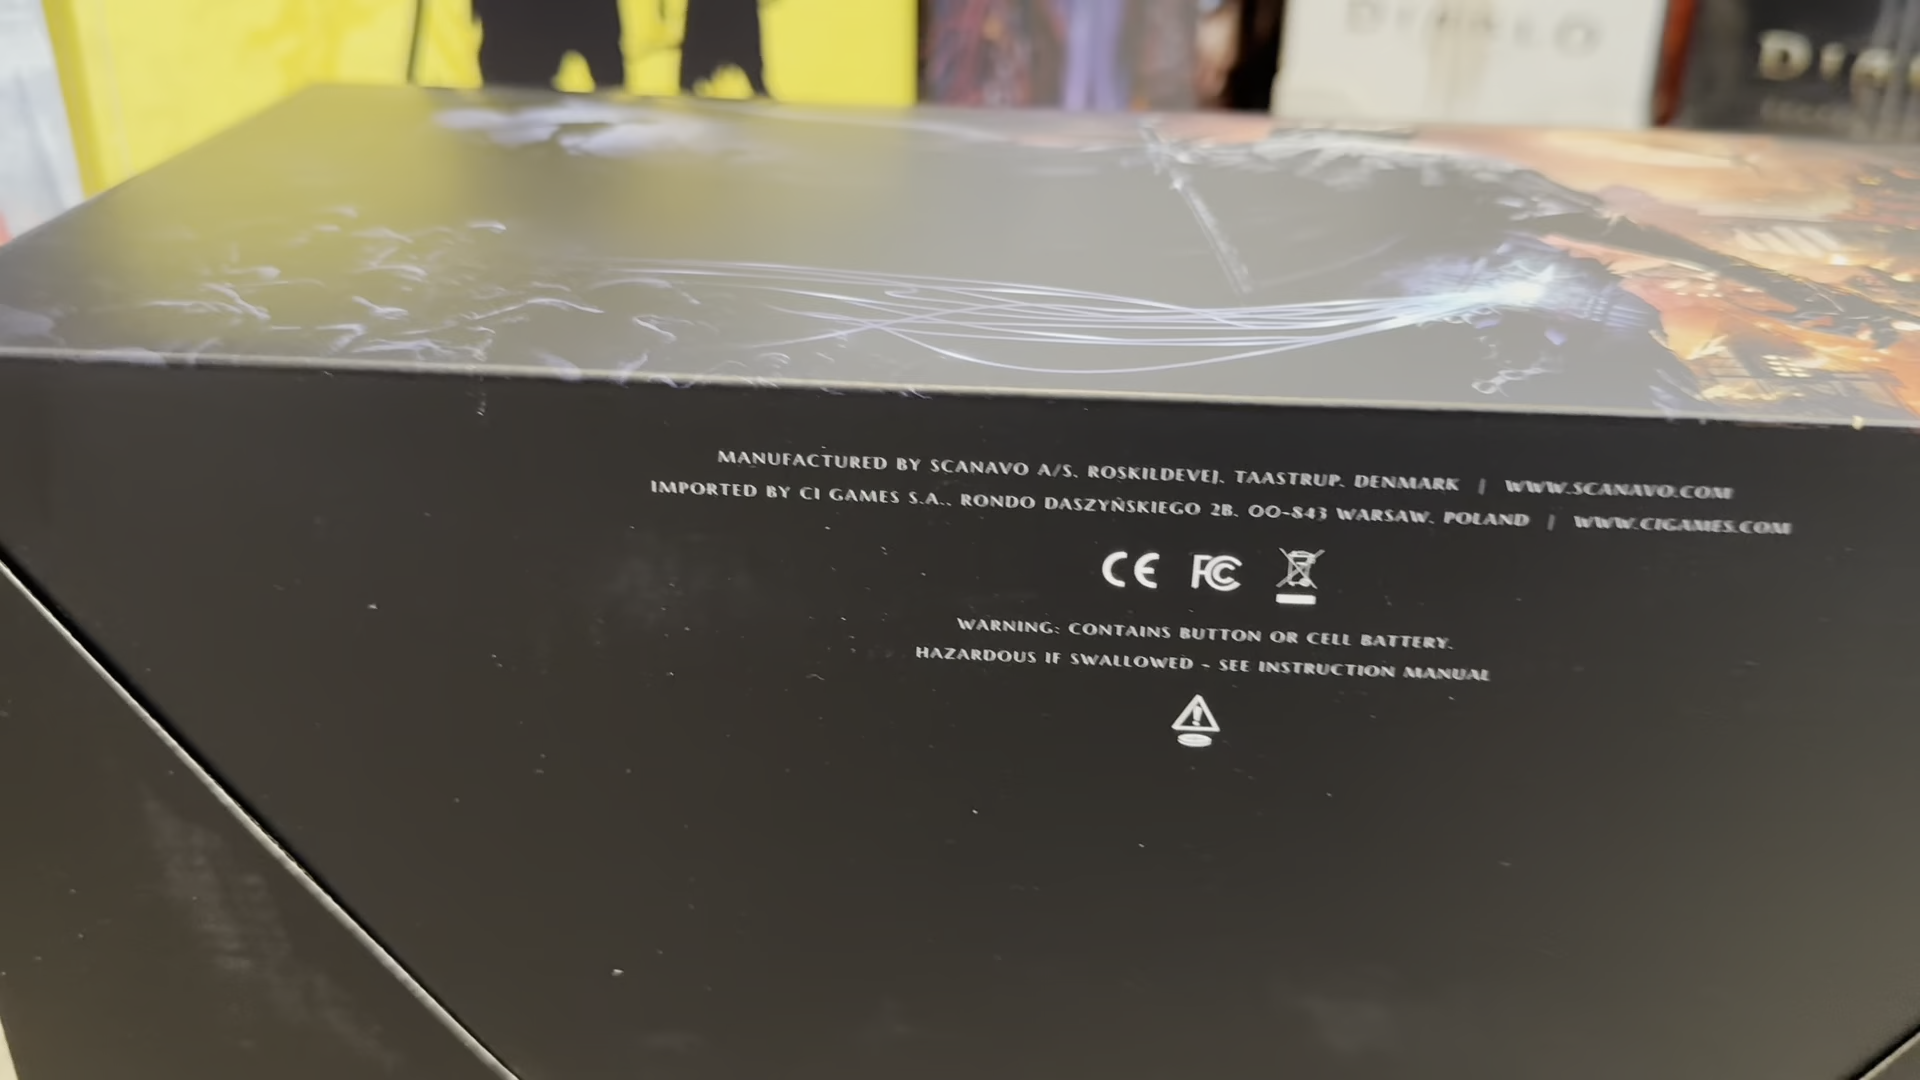 DIABLO
MANUFACTURED BY SCANAVO A/S, ROSKILDEVEJ, TAASTRUP, DENMARK | WWW.SCANAVO.COM
IMPORTED BY CI GAMES S.A., RONDO DASZYŃSKIEGO 2B, 00-843 WARSAW, POLAND | WWW.CIGAMES.COM
CE FC
WARNING: CONTAINS BUTTON OR CELL BATTERY.
HAZARDOUS IF SWALLOWED - SEE INSTRUCTION MANUAL